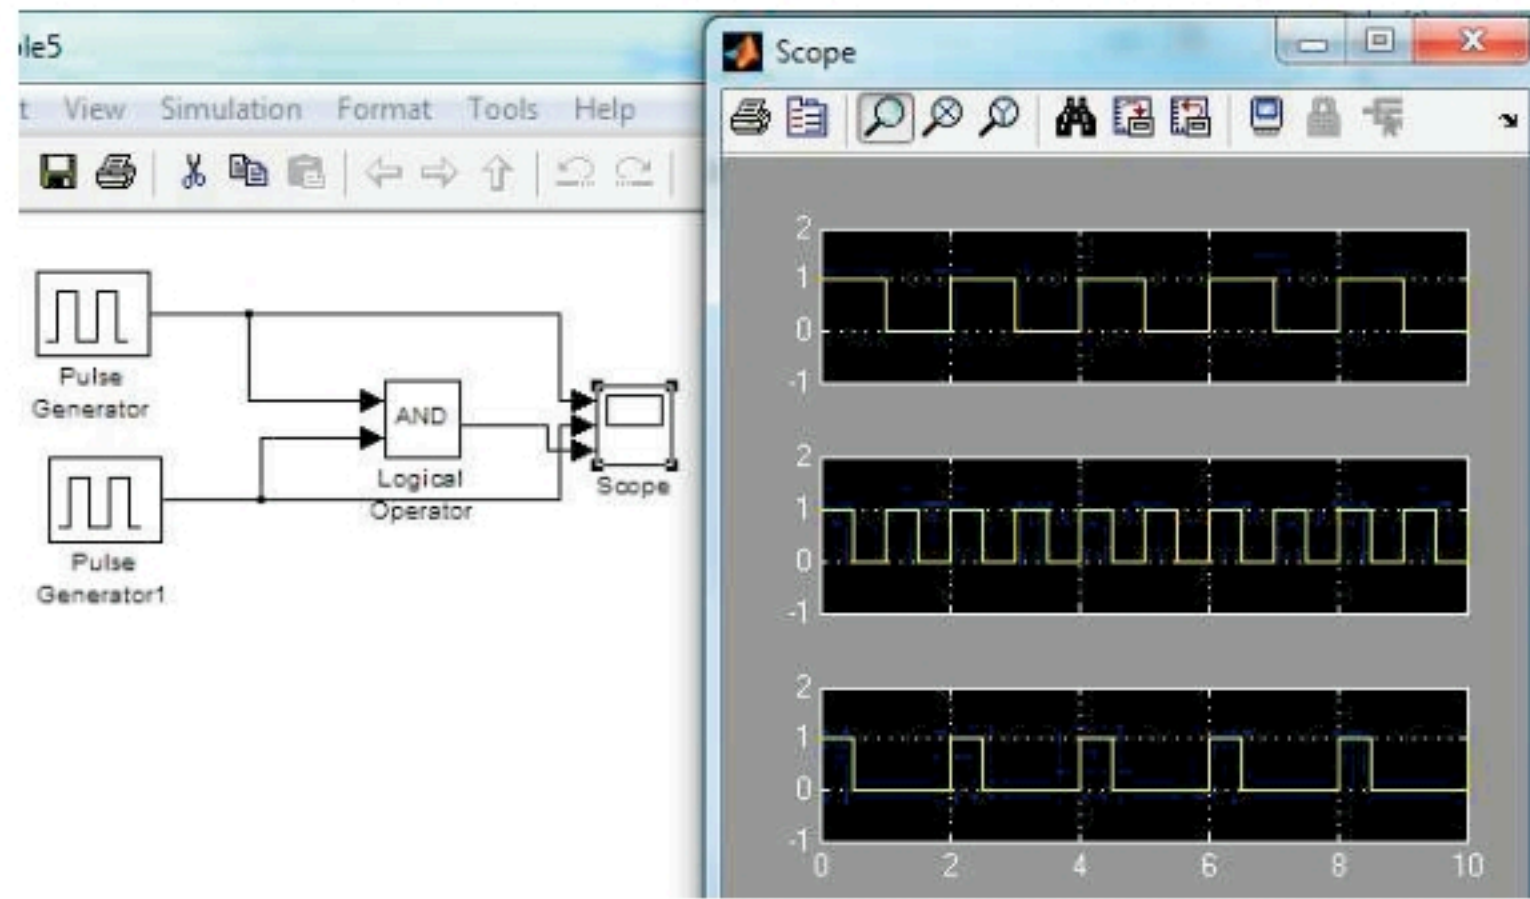 le5
t View Simulation Format Tools Help
Pulse
Generator
AND
Logical
Operator
Scope
Pulse
Generator1
Scope
2
1
0
-1
2
1
0
-1
2
1
0
-1
0 2 4 6 8 10